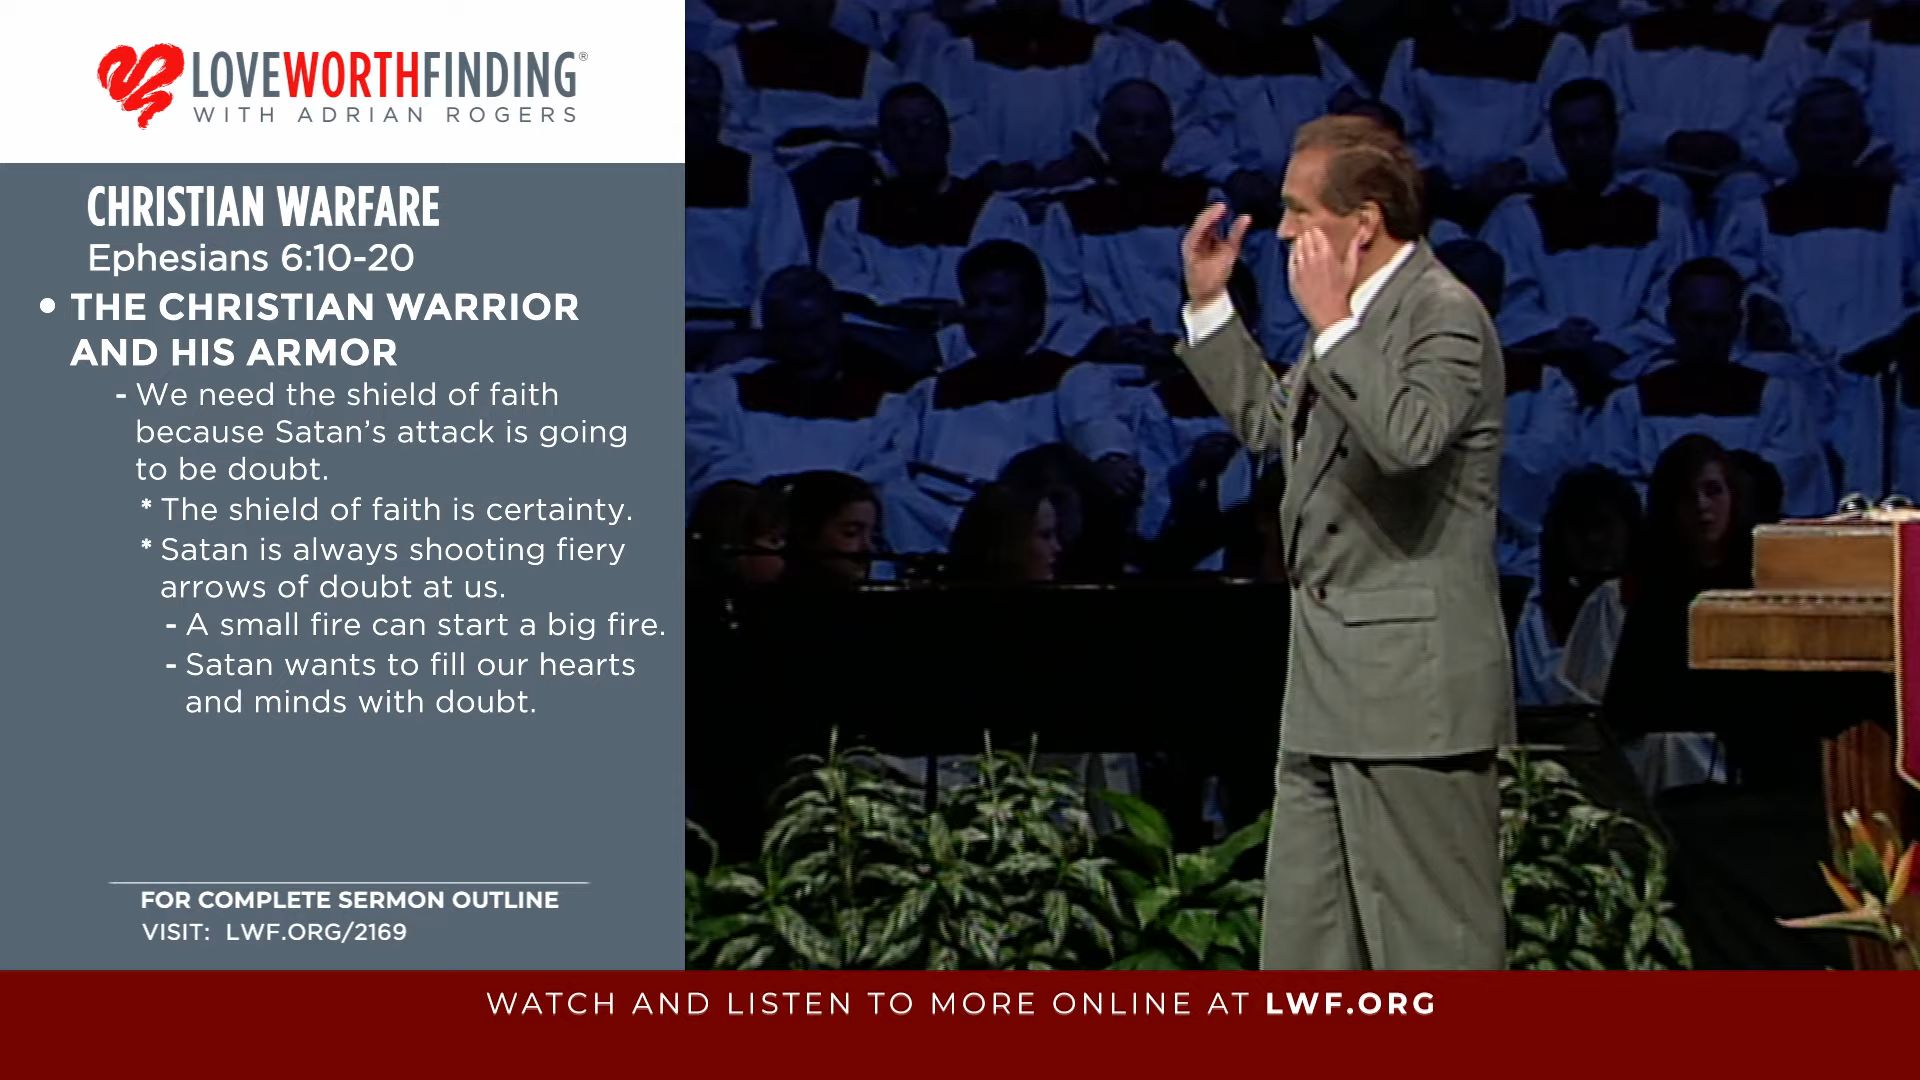 LOVEWORTHFINDING®
WITH ADRIAN ROGERS
CHRISTIAN WARFARE
Ephesians 6:10-20
• THE CHRISTIAN WARRIOR
AND HIS ARMOR
- We need the shield of faith
because Satan's attack is going
to be doubt.
* The shield of faith is certainty.
* Satan is always shooting fiery
arrows of doubt at us.
- A small fire can start a big fire.
- Satan wants to fill our hearts
and minds with doubt.
FOR COMPLETE SERMON OUTLINE
VISIT: LWF.ORG/2169
WATCH AND LISTEN TO MORE ONLINE AT LWF.ORG